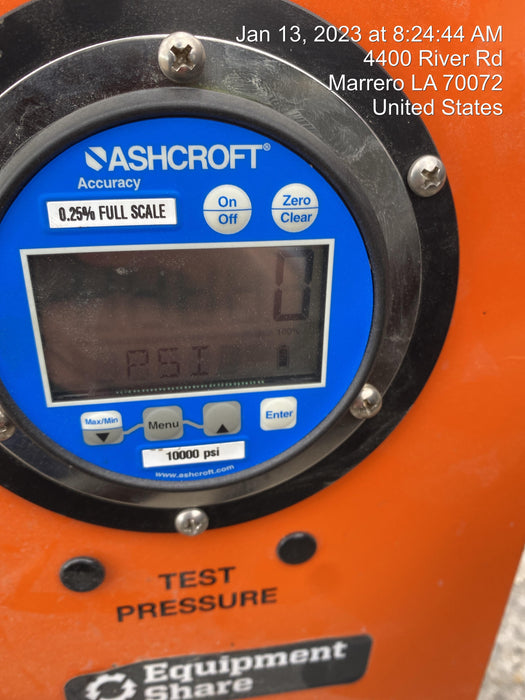 Jan 13, 2023 at 8:24:44 AM
4400 River Rd
Marrero LA 70072
United States
ASHCROFT®
Accuracy
0.25% FULL SCALE
On
Off
Zero
Clear
0
100%
PSI
Max/Min
Menu
Enter
10000 psi
www.ashcroft.com
TEST
PRESSURE
Equipment
Share